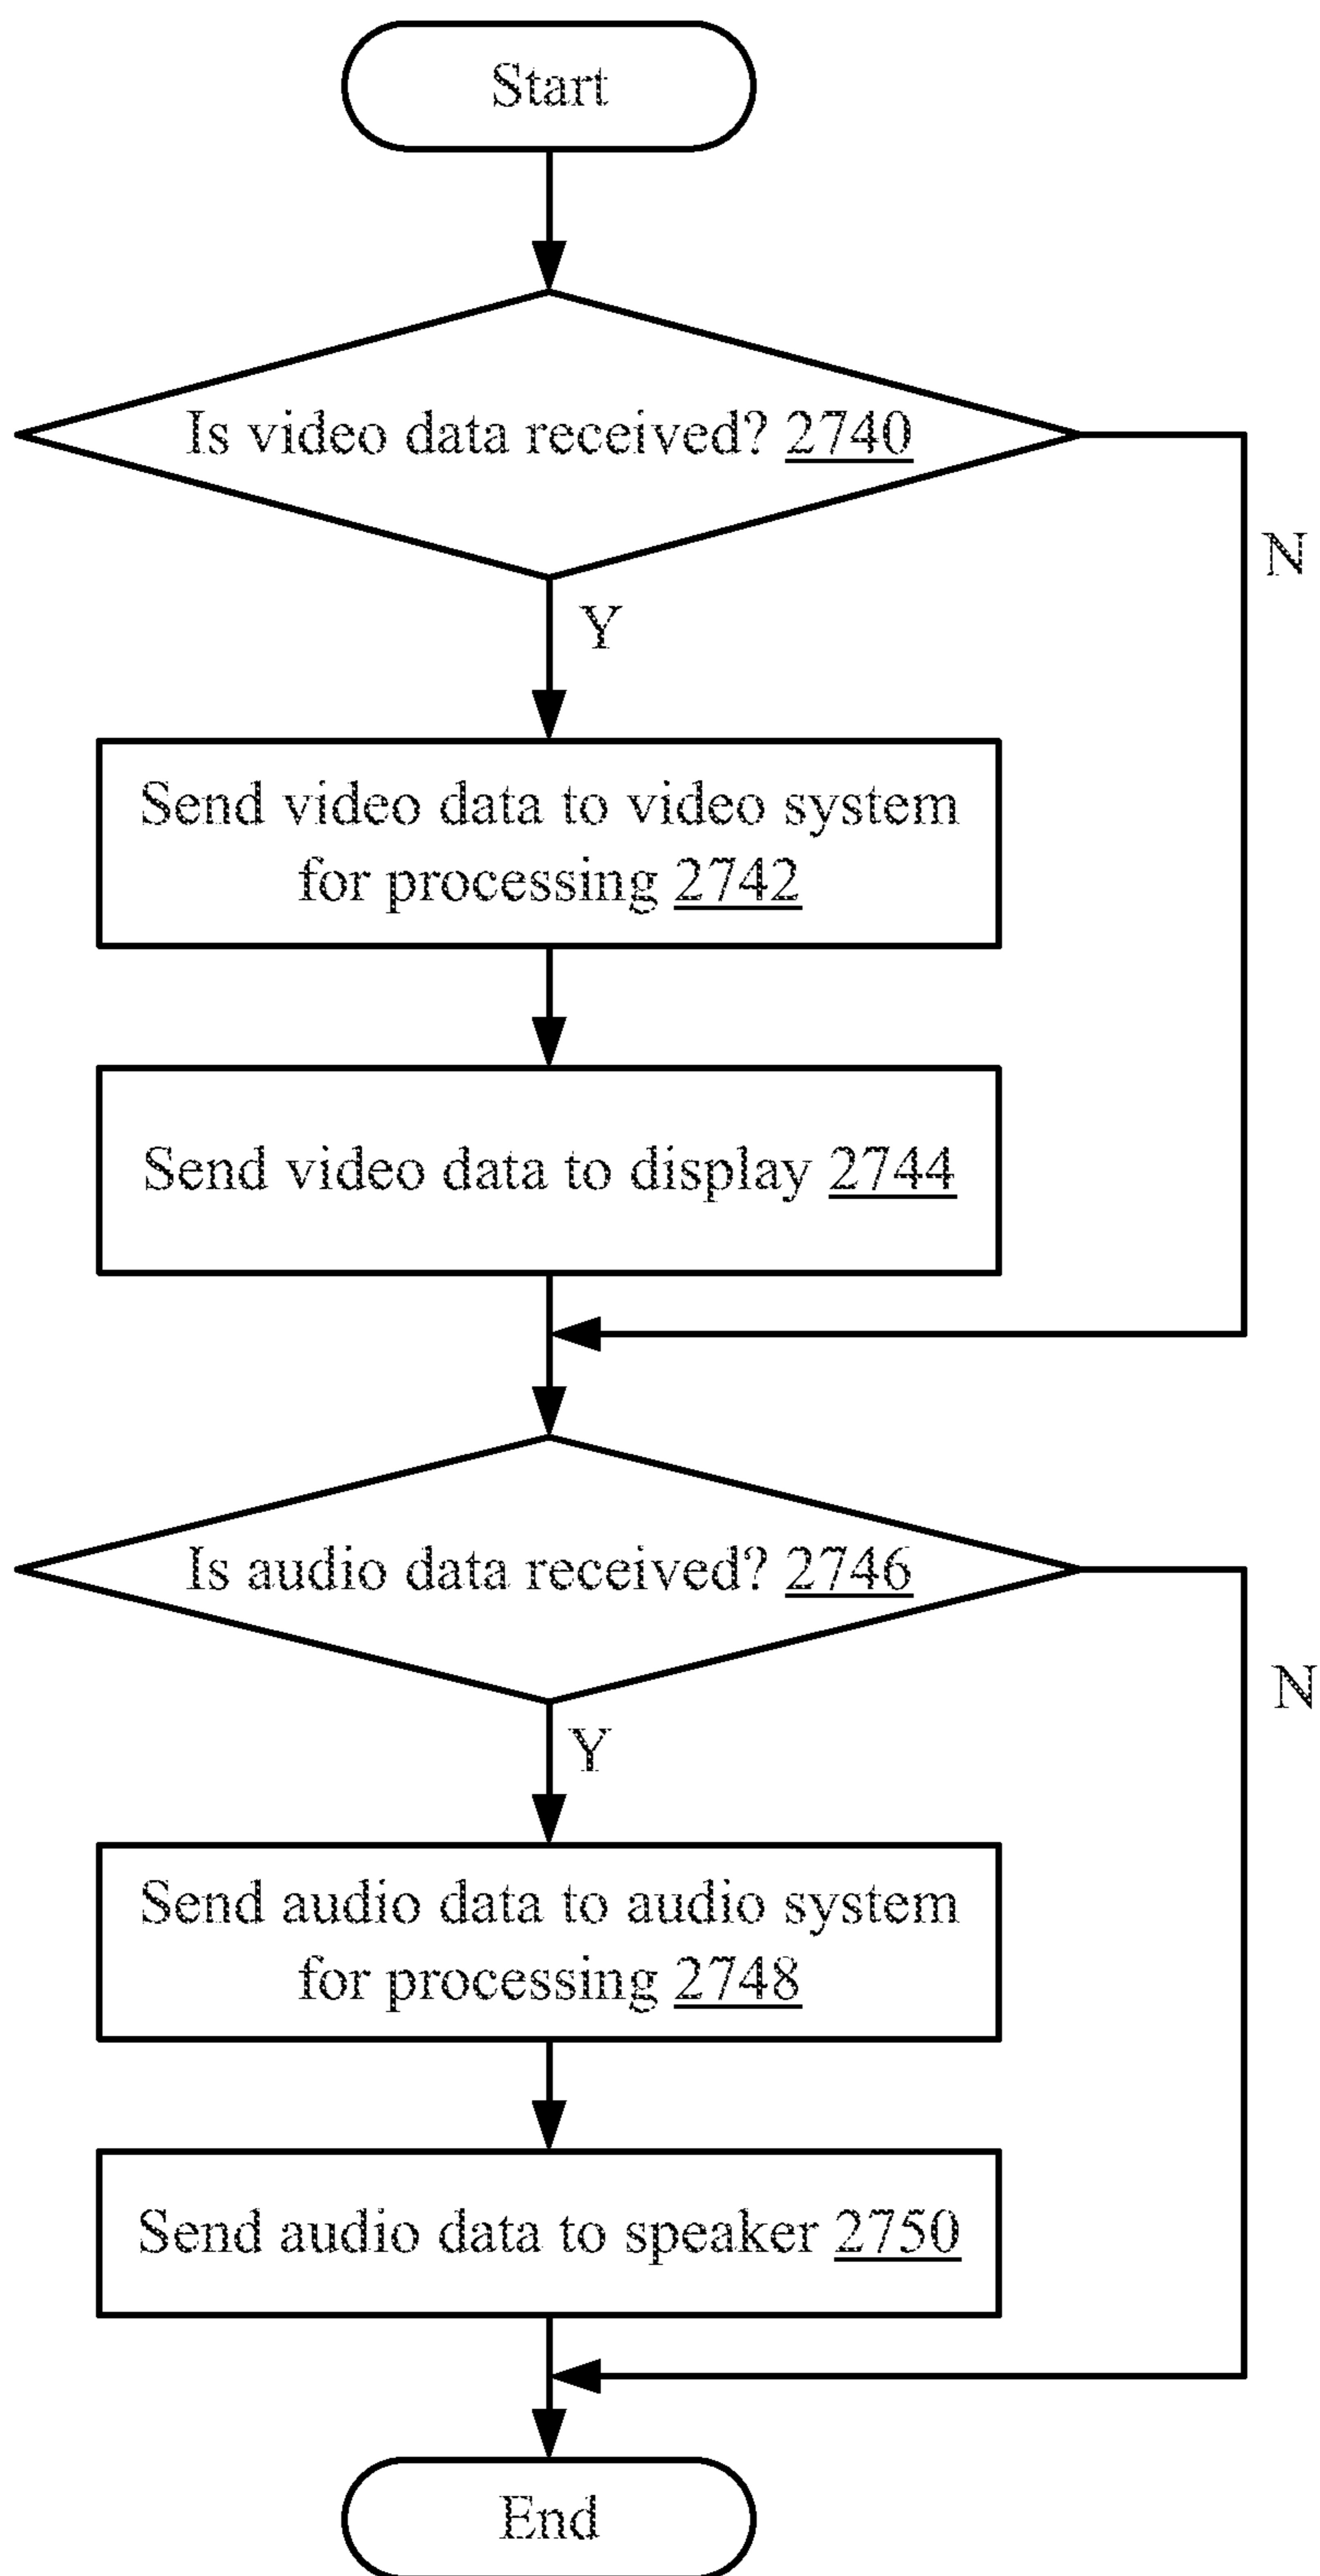 Start
Is video data received? 2740
N
Y
Send video data to video system
for processing 2742
Send video data to display 2744
Is audio data received? 2746
N
Y
Send audio data to audio system
for processing 2748
Send audio data to speaker 2750
End